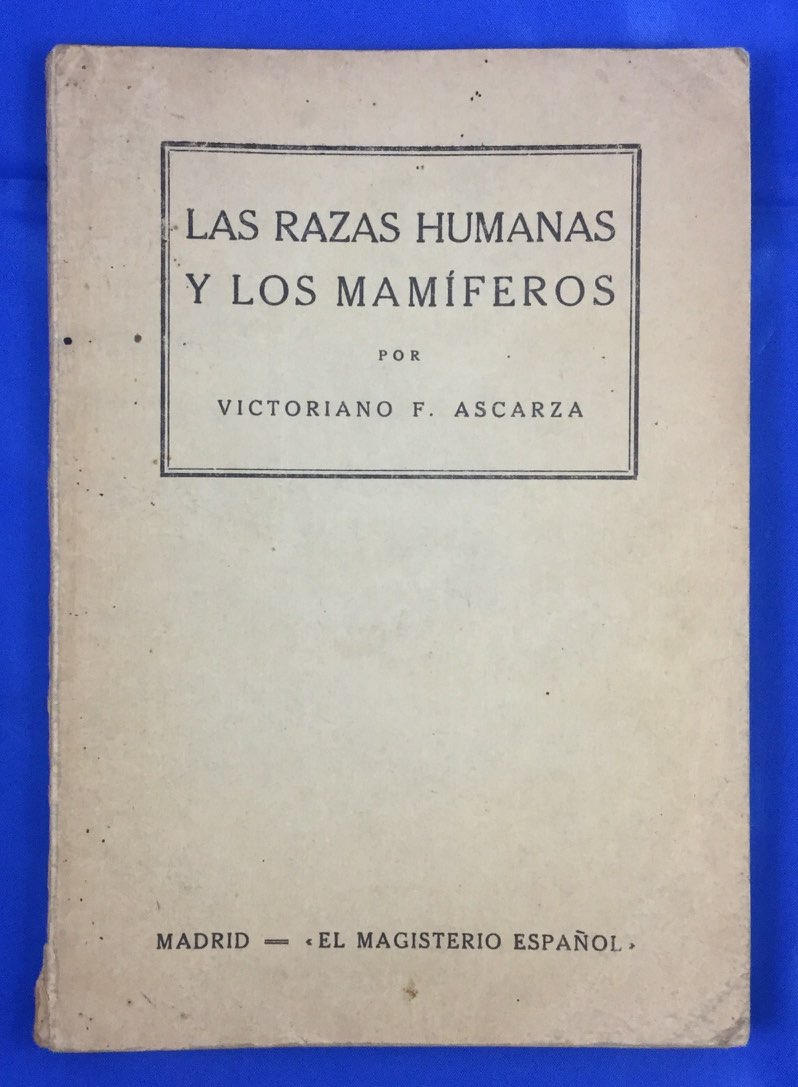 LAS RAZAS HUMANAS
Y LOS MAMÍFEROS
POR
VICTORIANO F. ASCARZA
MADRID = «EL MAGISTERIO ESPAÑOL»